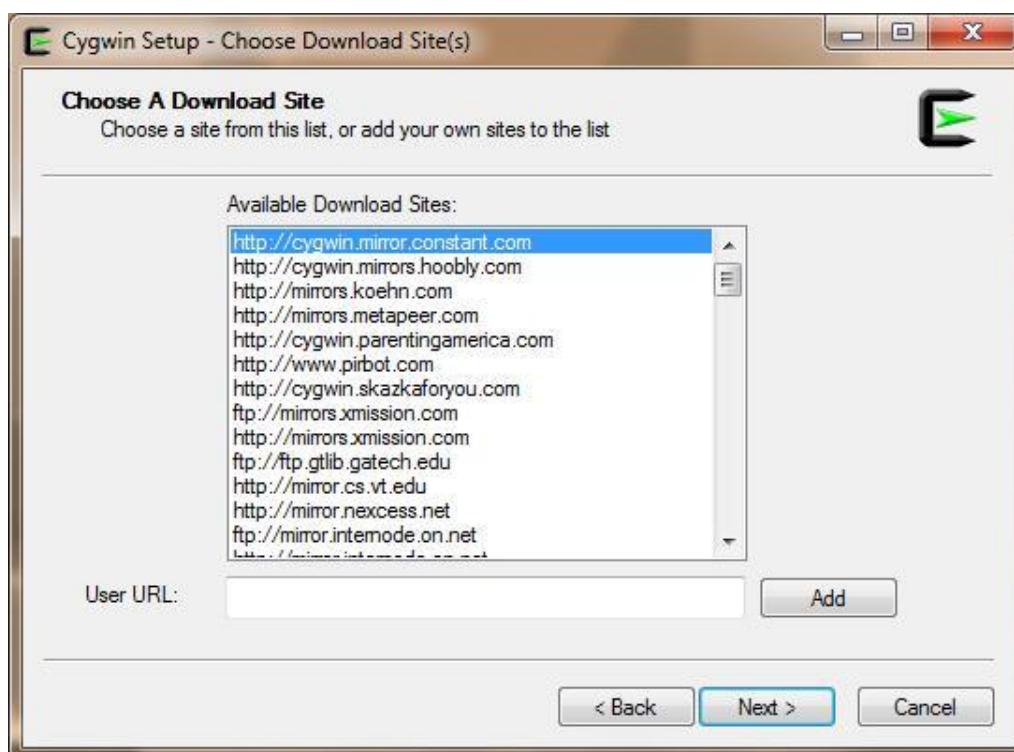 Cygwin Setup - Choose Download Site(s)
Choose A Download Site
Choose a site from this list, or add your own sites to the list
Available Download Sites:
http://cygwin.mirror.constant.com
http://cygwin.mirrors.hoobly.com
http://mirrors.koehn.com
http://mirrors.metapeer.com
http://cygwin.parentingamerica.com
http://www.pirbot.com
http://cygwin.skazkaforyou.com
ftp://mirrors.xmission.com
http://mirrors.xmission.com
ftp://ftp.gtlib.gatech.edu
http://mirror.cs.vt.edu
http://mirror.nexcess.net
ftp://mirror.internode.on.net
User URL:
Add
< Back
Next >
Cancel